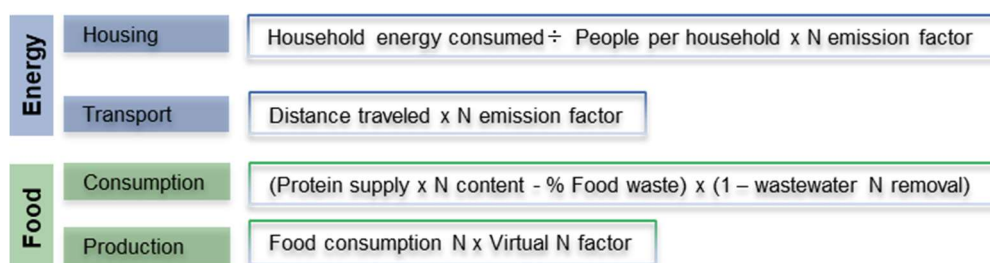 Energy
Housing
Household energy consumed ÷ People per household x N emission factor
Transport
Distance traveled x N emission factor
Food
Consumption
(Protein supply x N content - % Food waste) x (1 – wastewater N removal)
Production
Food consumption N x Virtual N factor